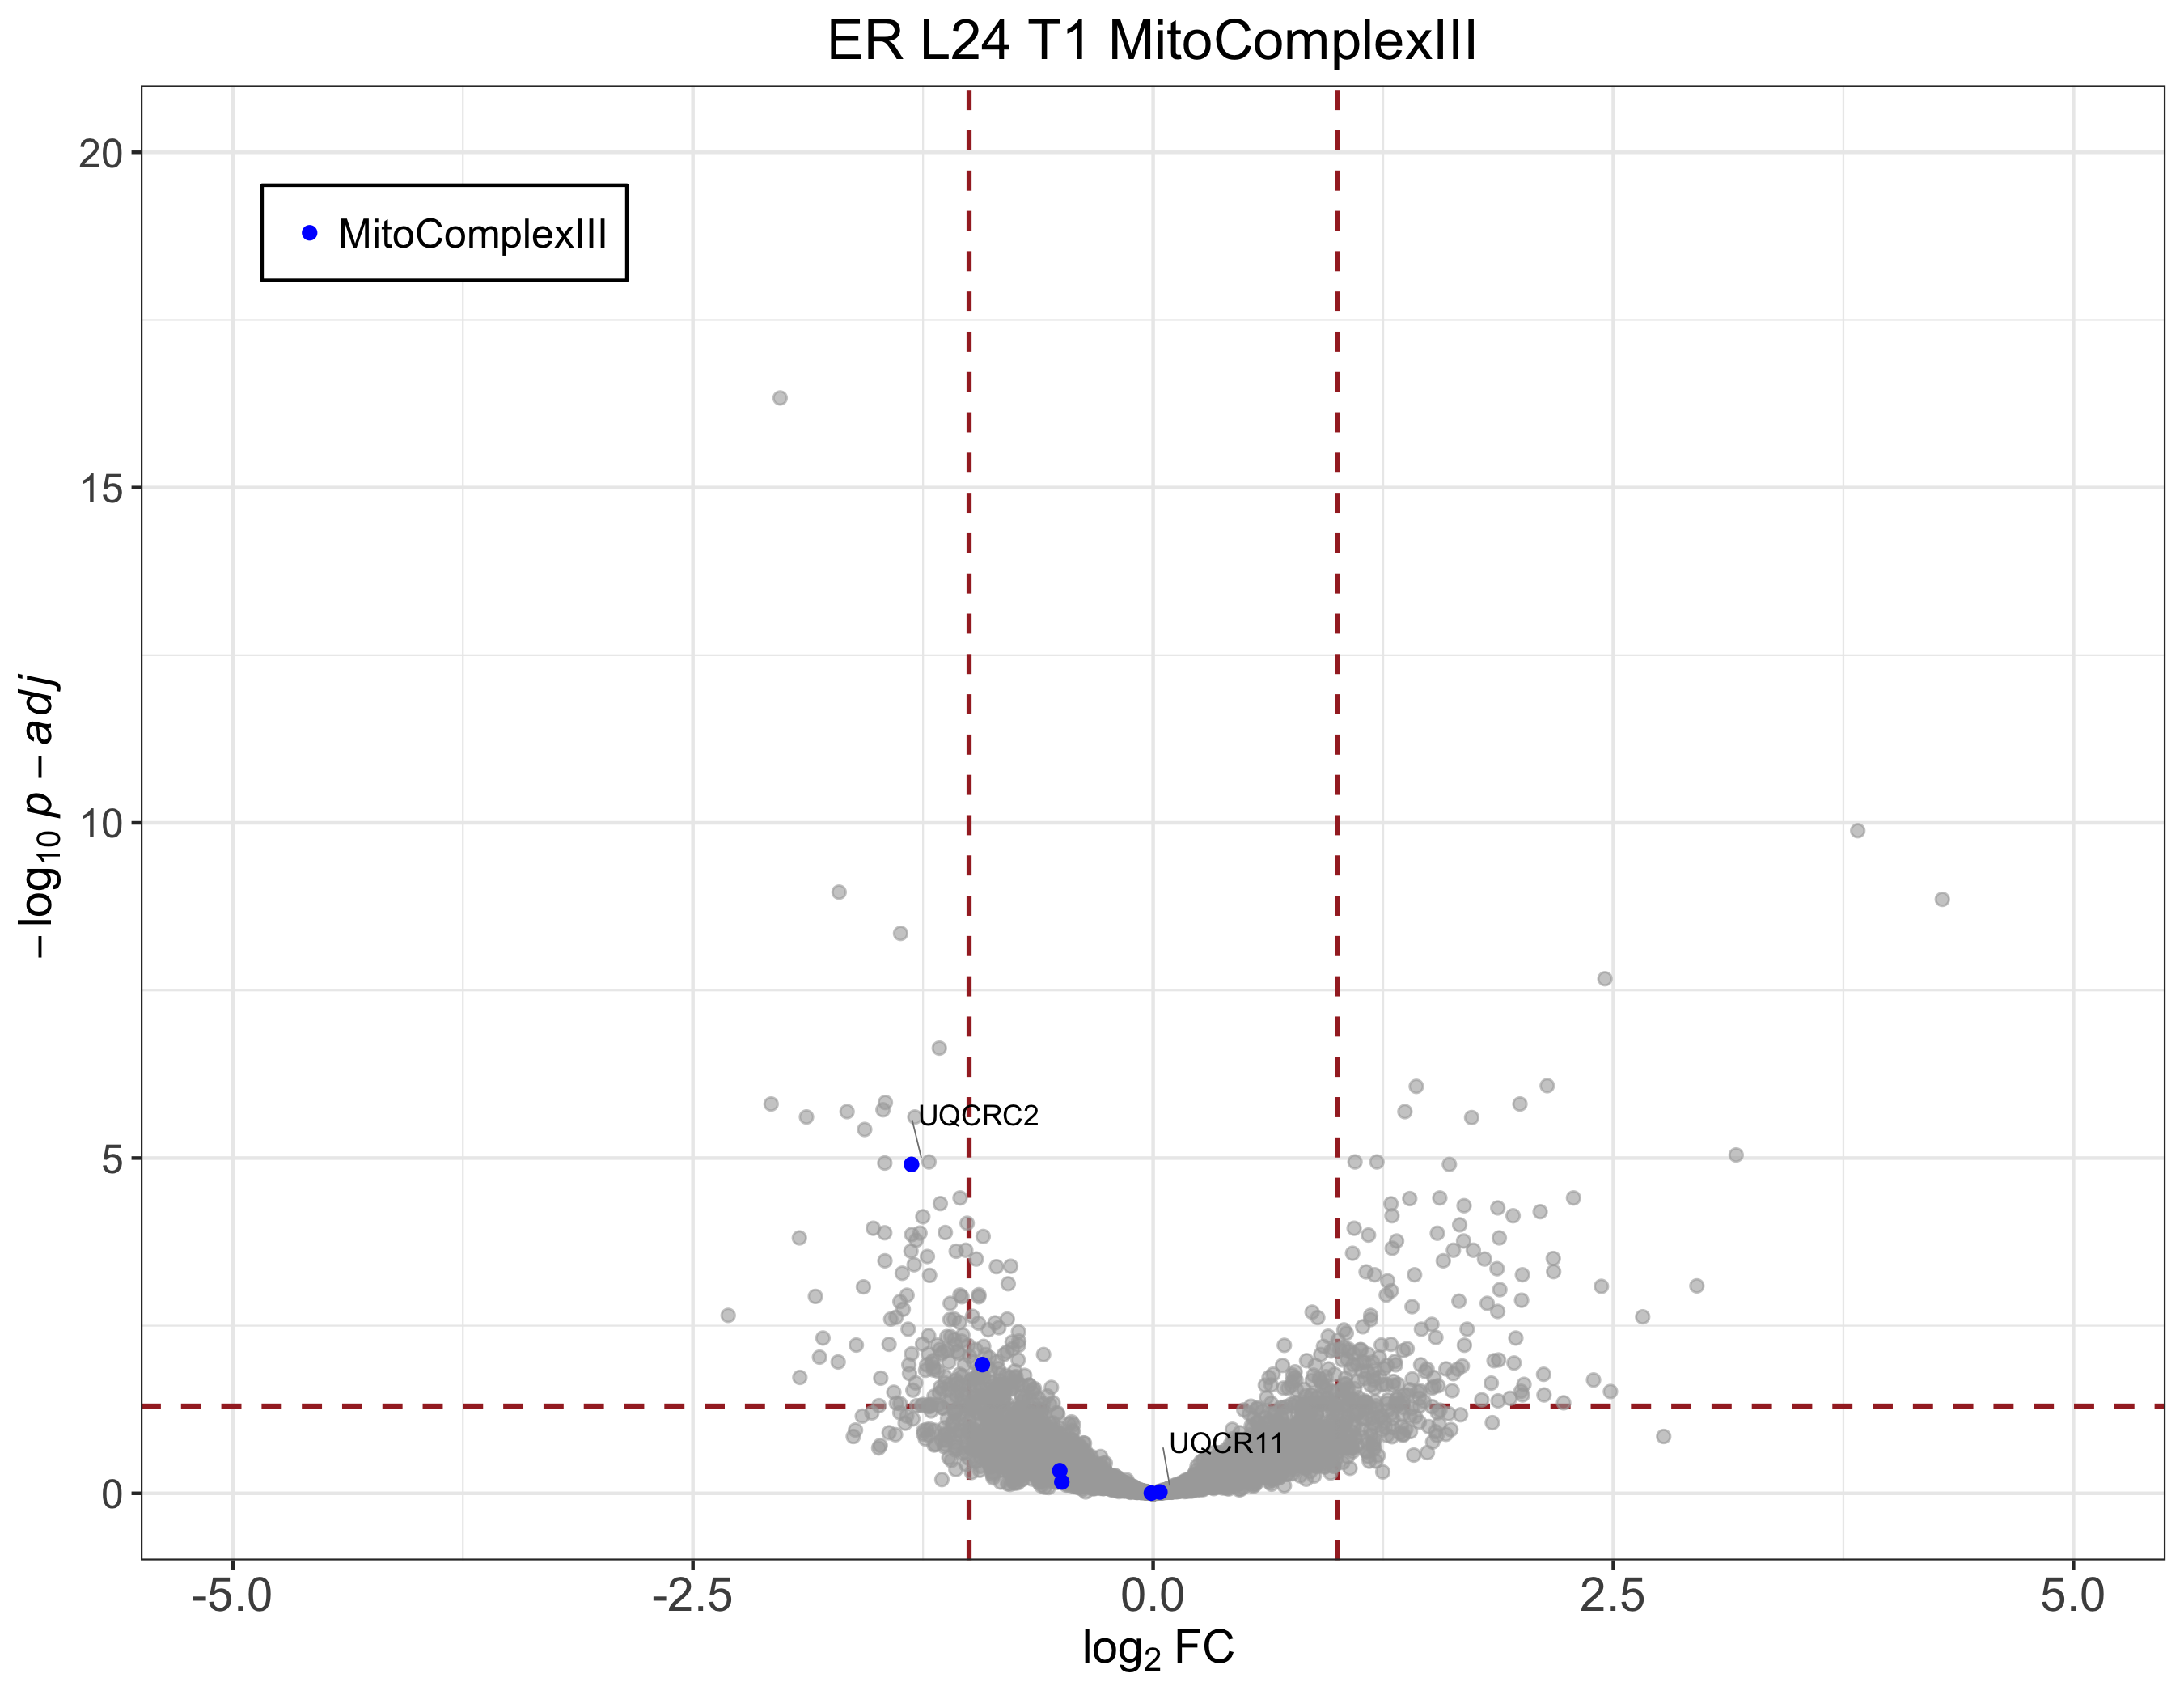 ER L24 T1 MitoComplexIII
MitoComplexIII
20
15
10
5
0
−log10 p − adj
UQCRC2
UQCR11
-5.0 -2.5 0.0 2.5 5.0
log2 FC